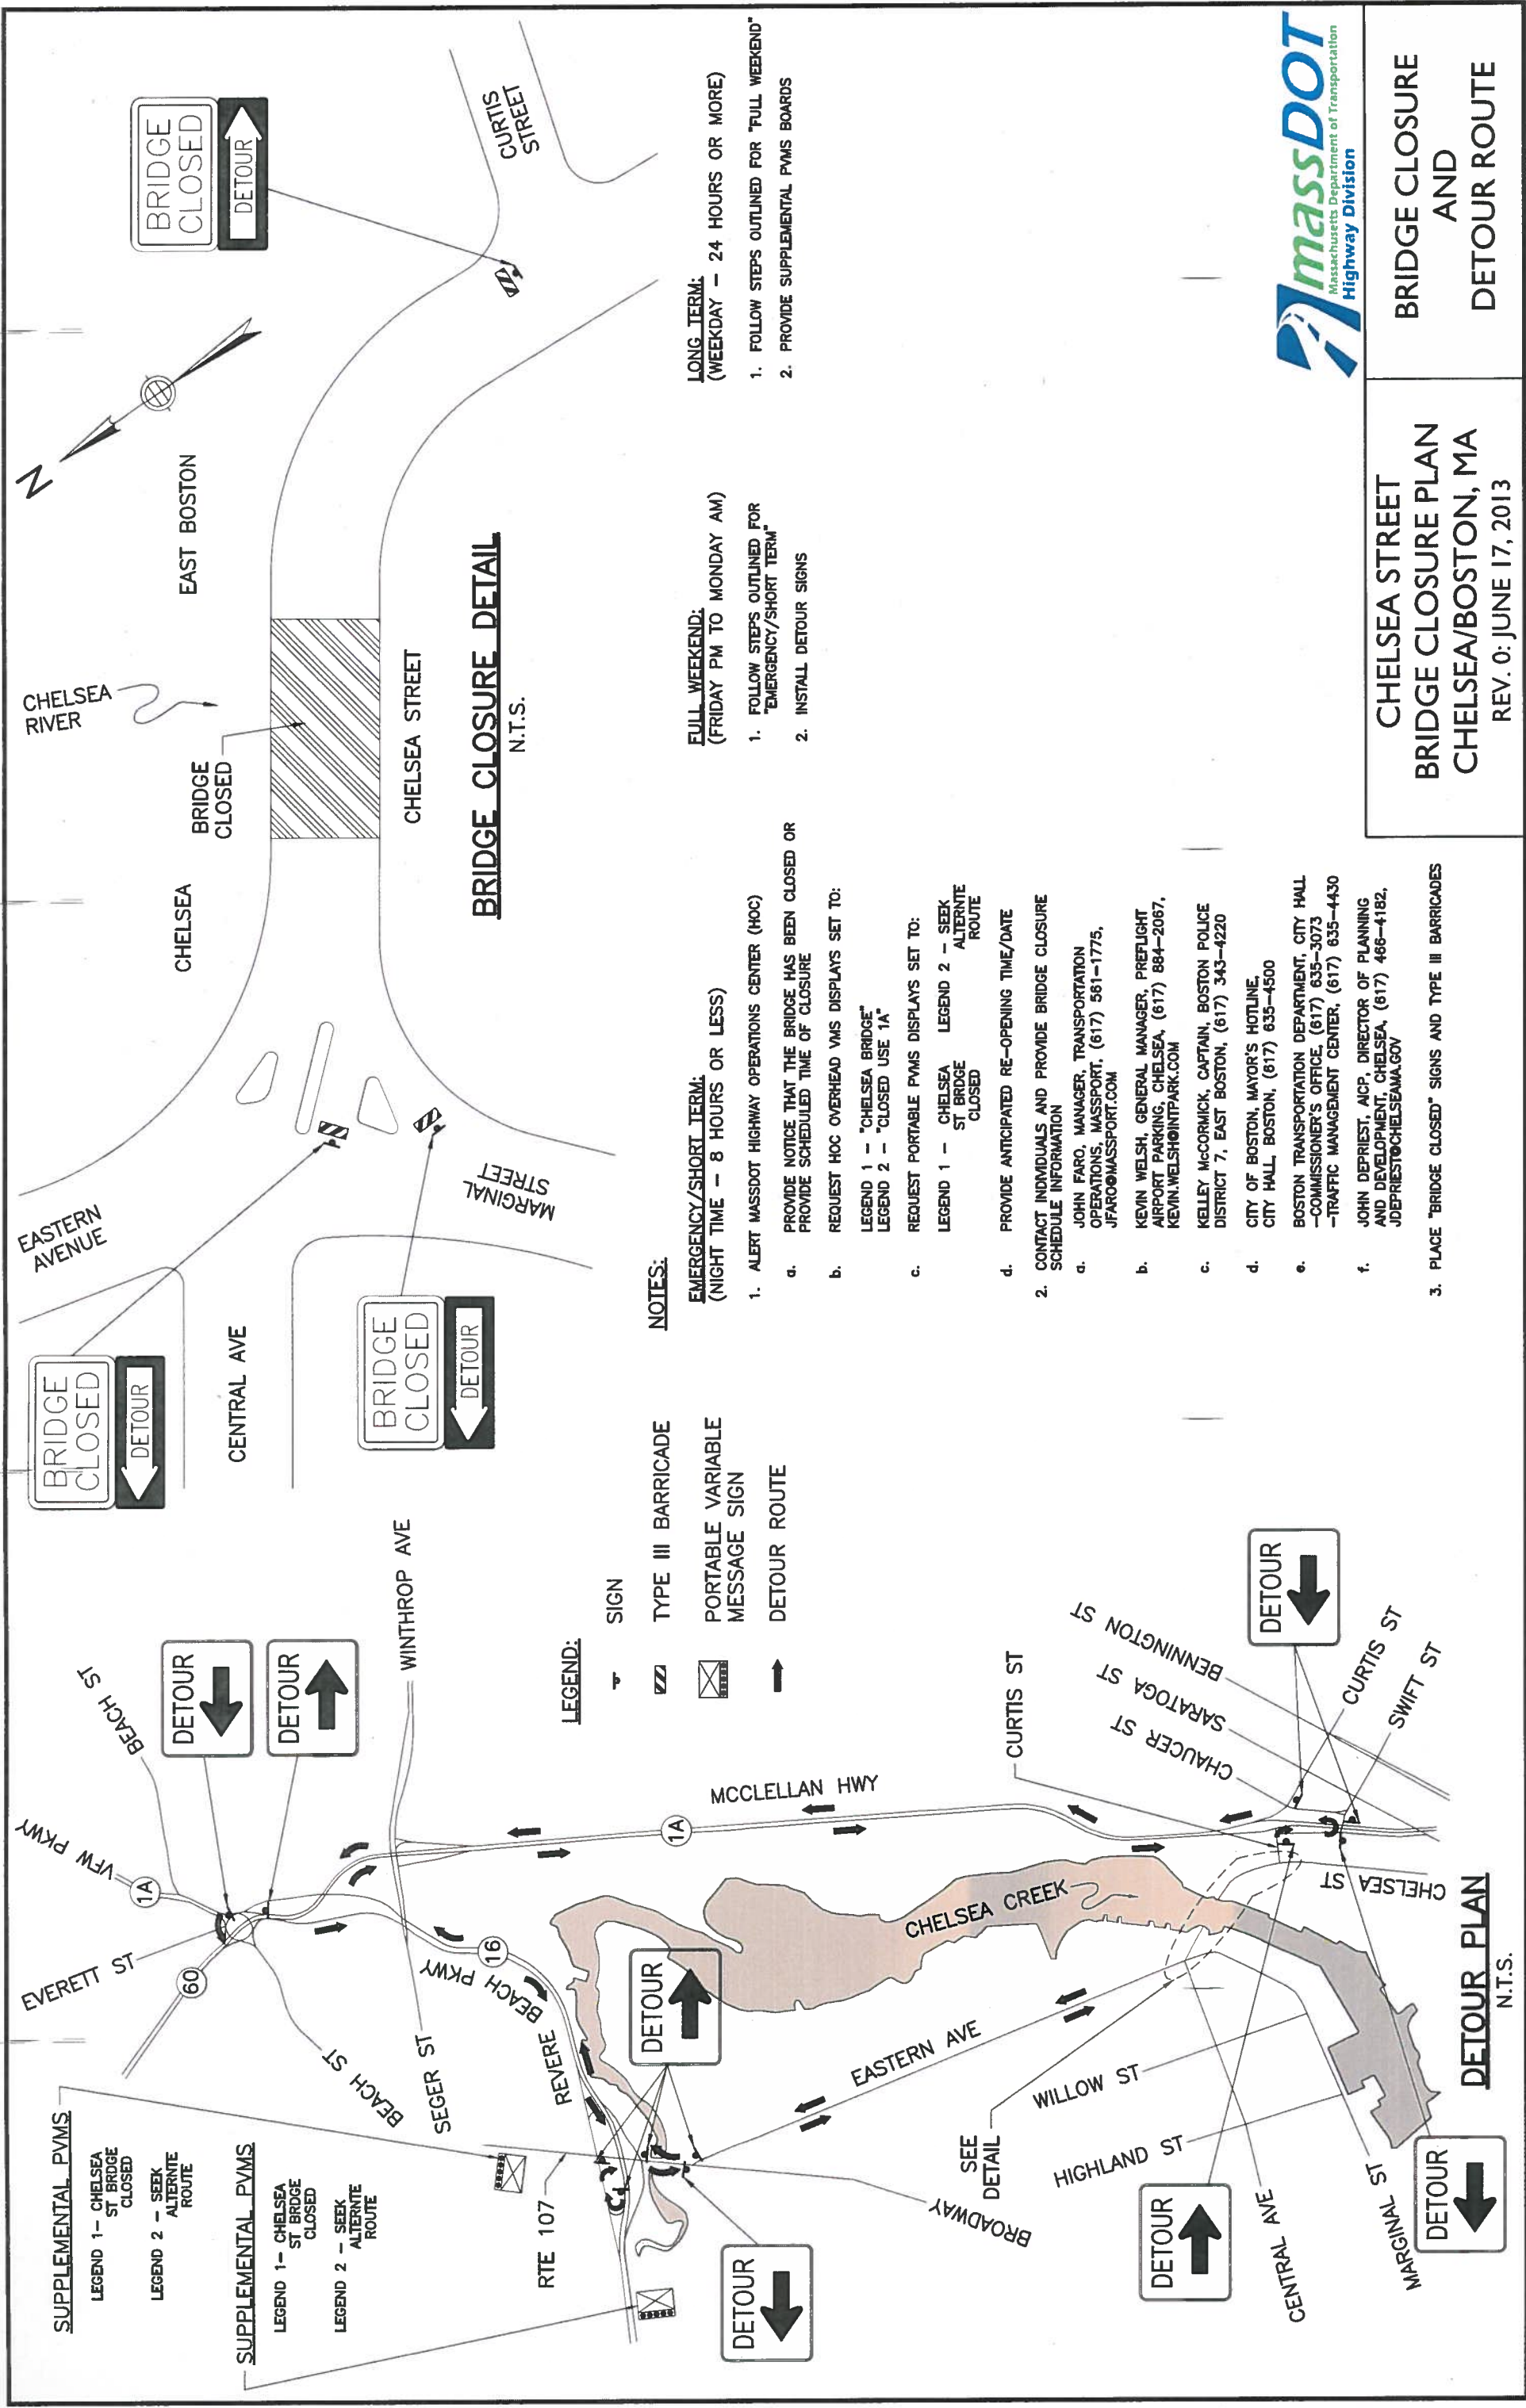 SUPPLEMENTAL PVMS
LEGEND 1– CHELSEA
ST BRIDGE
CLOSED
LEGEND 2 – SEEK
ALTERNTE
ROUTE
SUPPLEMENTAL PVMS
LEGEND 1– CHELSEA
ST BRIDGE
CLOSED
LEGEND 2 – SEEK
ALTERNTE
ROUTE
EVERETT ST
VFW PKWY
BEACH ST
1A
60
DETOUR
DETOUR
BEACH ST
SEGER ST
WINTHROP AVE
REVERE BEACH PKWY
16
RTE 107
DETOUR
DETOUR
BROADWAY
EASTERN AVE
CHELSEA CREEK
1A
MCCLELLAN HWY
SEE
DETAIL
WILLOW ST
HIGHLAND ST
DETOUR
CENTRAL AVE
MARGINAL ST
DETOUR
CURTIS ST
CHAUCER ST
SARATOGA ST
BENNINGTON ST
DETOUR
CURTIS ST
SWIFT ST
CHELSEA ST
DETOUR PLAN
N.T.S.
LEGEND:
SIGN
TYPE III BARRICADE
PORTABLE VARIABLE
MESSAGE SIGN
DETOUR ROUTE
BRIDGE
CLOSED
DETOUR
EASTERN
AVENUE
CENTRAL AVE
BRIDGE
CLOSED
DETOUR
MARGINAL
STREET
CHELSEA
BRIDGE
CLOSED
CHELSEA
RIVER
EAST BOSTON
N
CHELSEA STREET
BRIDGE
CLOSED
DETOUR
CURTIS
STREET
BRIDGE CLOSURE DETAIL
N.T.S.
NOTES:
EMERGENCY/SHORT TERM:
(NIGHT TIME – 8 HOURS OR LESS)
1. ALERT MASSDOT HIGHWAY OPERATIONS CENTER (HOC)
a. PROVIDE NOTICE THAT THE BRIDGE HAS BEEN CLOSED OR
PROVIDE SCHEDULED TIME OF CLOSURE
b. REQUEST HOC OVERHEAD VMS DISPLAYS SET TO:
LEGEND 1 – "CHELSEA BRIDGE"
LEGEND 2 – "CLOSED USE 1A"
c. REQUEST PORTABLE PVMS DISPLAYS SET TO:
LEGEND 1 – CHELSEA LEGEND 2 – SEEK
ST BRIDGE ALTERNTE
CLOSED ROUTE
d. PROVIDE ANTICIPATED RE–OPENING TIME/DATE
2. CONTACT INDIVIDUALS AND PROVIDE BRIDGE CLOSURE
SCHEDULE INFORMATION
a. JOHN FARO, MANAGER, TRANSPORTATION
OPERATIONS, MASSPORT, (617) 561–1775,
JFARO@MASSPORT.COM
b. KEVIN WELSH, GENERAL MANAGER, PREFLIGHT
AIRPORT PARKING, CHELSEA, (617) 884–2067,
KEVIN.WELSH@INTPARK.COM
c. KELLEY McCORMICK, CAPTAIN, BOSTON POLICE
DISTRICT 7, EAST BOSTON, (617) 343–4220
d. CITY OF BOSTON, MAYOR'S HOTLINE,
CITY HALL, BOSTON, (617) 635–4500
e. BOSTON TRANSPORTATION DEPARTMENT, CITY HALL
–COMMISSIONER'S OFFICE, (617) 635–3073
–TRAFFIC MANAGEMENT CENTER, (617) 635–4430
f. JOHN DEPRIEST, AICP, DIRECTOR OF PLANNING
AND DEVELOPMENT, CHELSEA, (617) 466–4182,
JDEPRIEST@CHELSEAMA.GOV
3. PLACE "BRIDGE CLOSED" SIGNS AND TYPE III BARRICADES
FULL WEEKEND:
(FRIDAY PM TO MONDAY AM)
1. FOLLOW STEPS OUTLINED FOR
"EMERGENCY/SHORT TERM"
2. INSTALL DETOUR SIGNS
LONG TERM:
(WEEKDAY – 24 HOURS OR MORE)
1. FOLLOW STEPS OUTLINED FOR "FULL WEEKEND"
2. PROVIDE SUPPLEMENTAL PVMS BOARDS
massDOT
Massachusetts Department of Transportation
Highway Division
CHELSEA STREET
BRIDGE CLOSURE PLAN
CHELSEA/BOSTON, MA
REV. 0: JUNE 17, 2013
BRIDGE CLOSURE
AND
DETOUR ROUTE